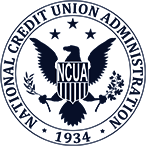 NATIONAL CREDIT UNION ADMINISTRATION
NCUA
1934